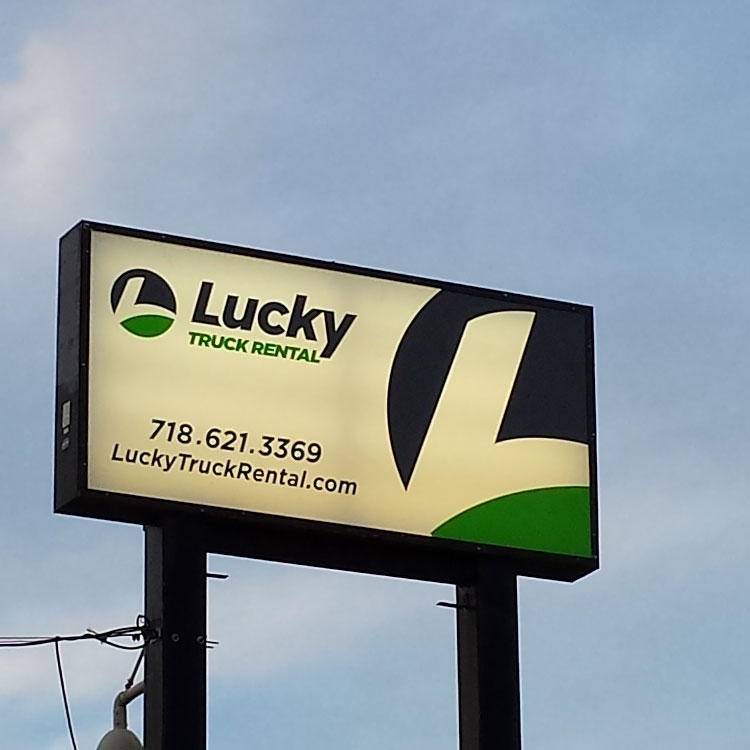 Lucky
TRUCK RENTAL
718.621.3369
LuckyTruckRental.com